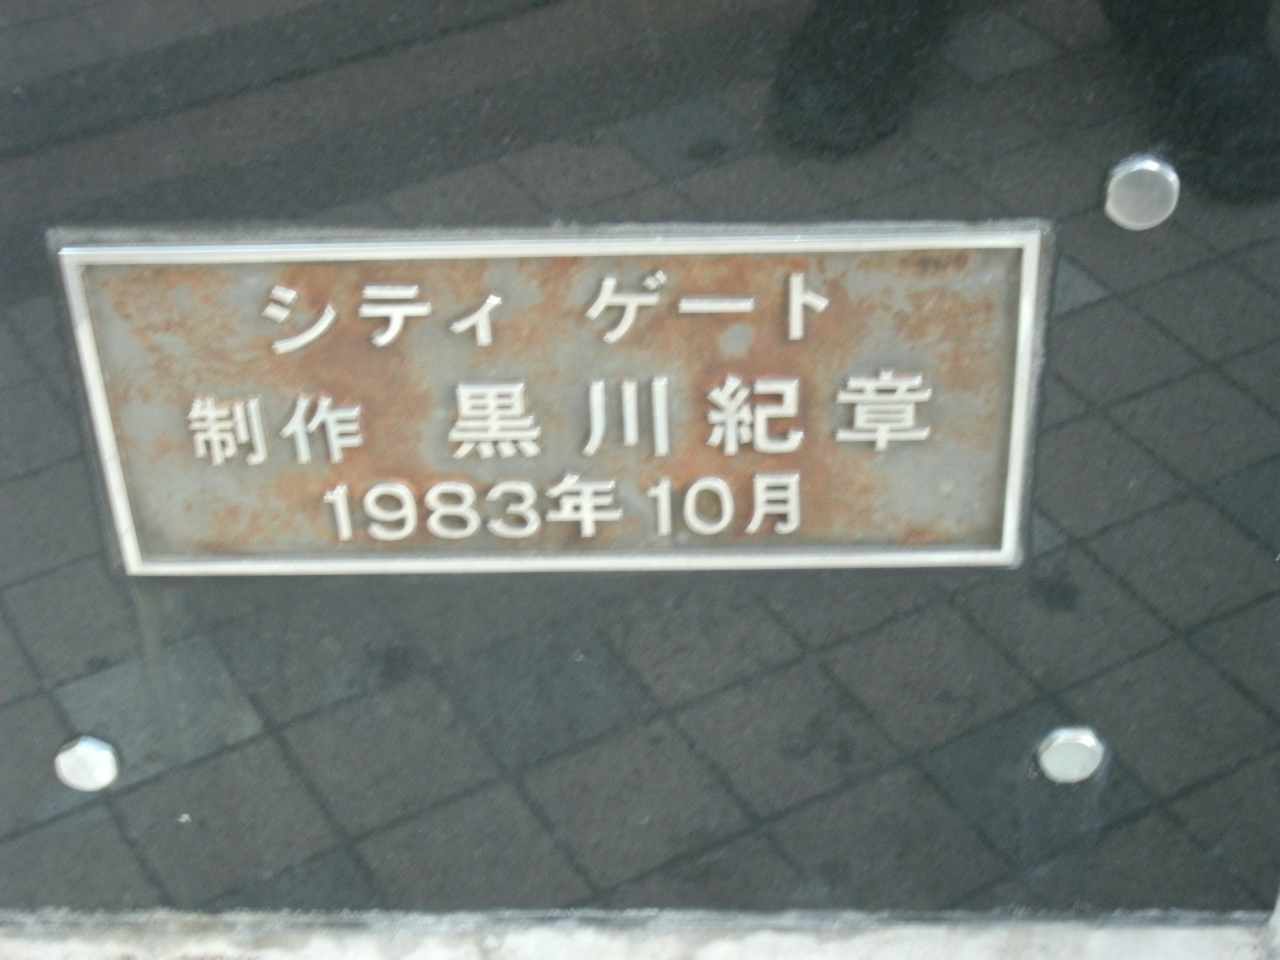 シティ ゲート
制作 黒川紀章
1983年10月